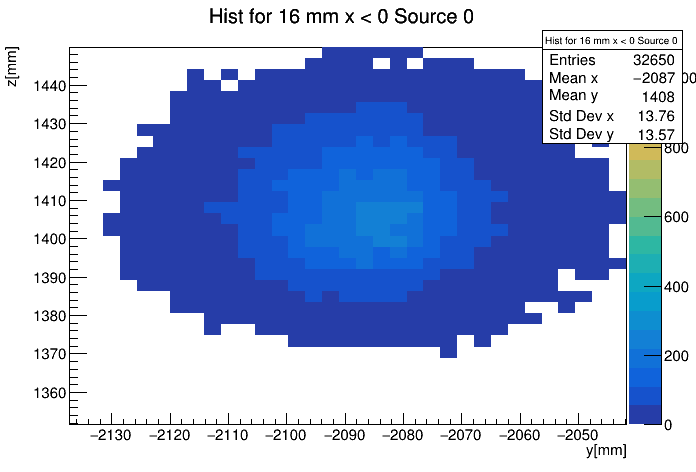 Hist for 16 mm x < 0 Source 0
z[mm]
Hist for 16 mm x < 0 Source 0
Entries 32650
Mean x −2087
Mean y 1408
Std Dev x 13.76
Std Dev y 13.57
1440
1430
1420
1410
1400
1390
1380
1370
1360
800
600
400
200
0
−2130 −2120 −2110 −2100 −2090 −2080 −2070 −2060 −2050
y[mm]